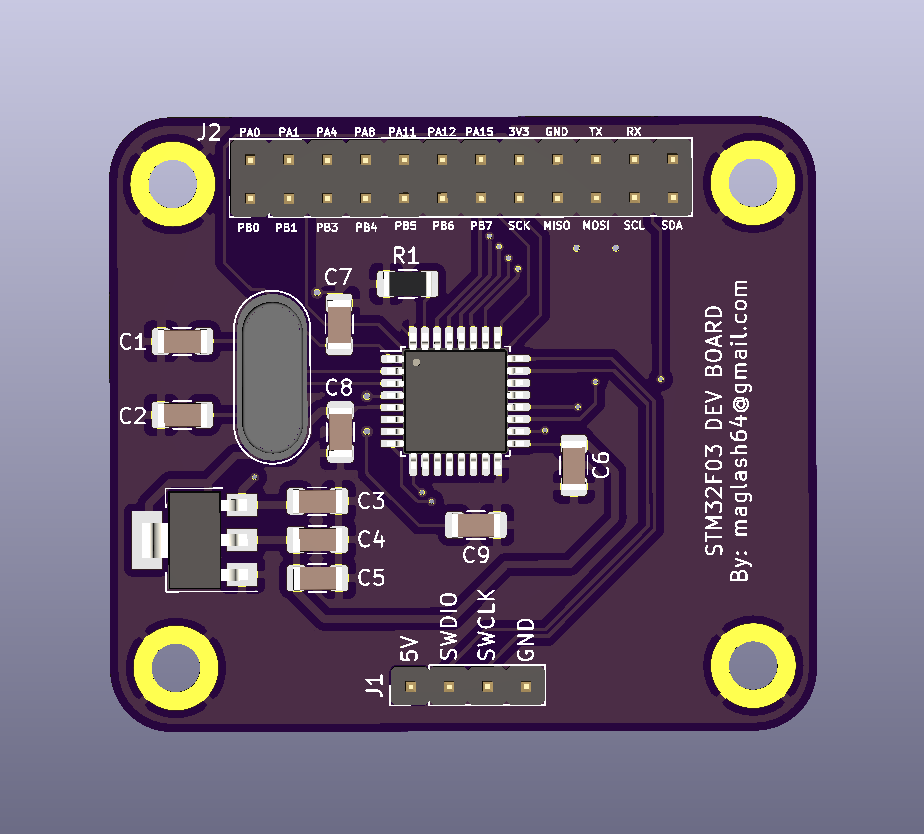 J2
PA0 PA1 PA4 PA8 PA11 PA12 PA15 3V3 GND TX RX
PB0 PB1 PB3 PB4 PB5 PB6 PB7 SCK MISO MOSI SCL SDA
R1
C7
C1
C8
C2
C6
C3
C4
C9
C5
STM32F03 DEV BOARD
By: maglash64@gmail.com
5V
SWDIO
SWCLK
GND
J1